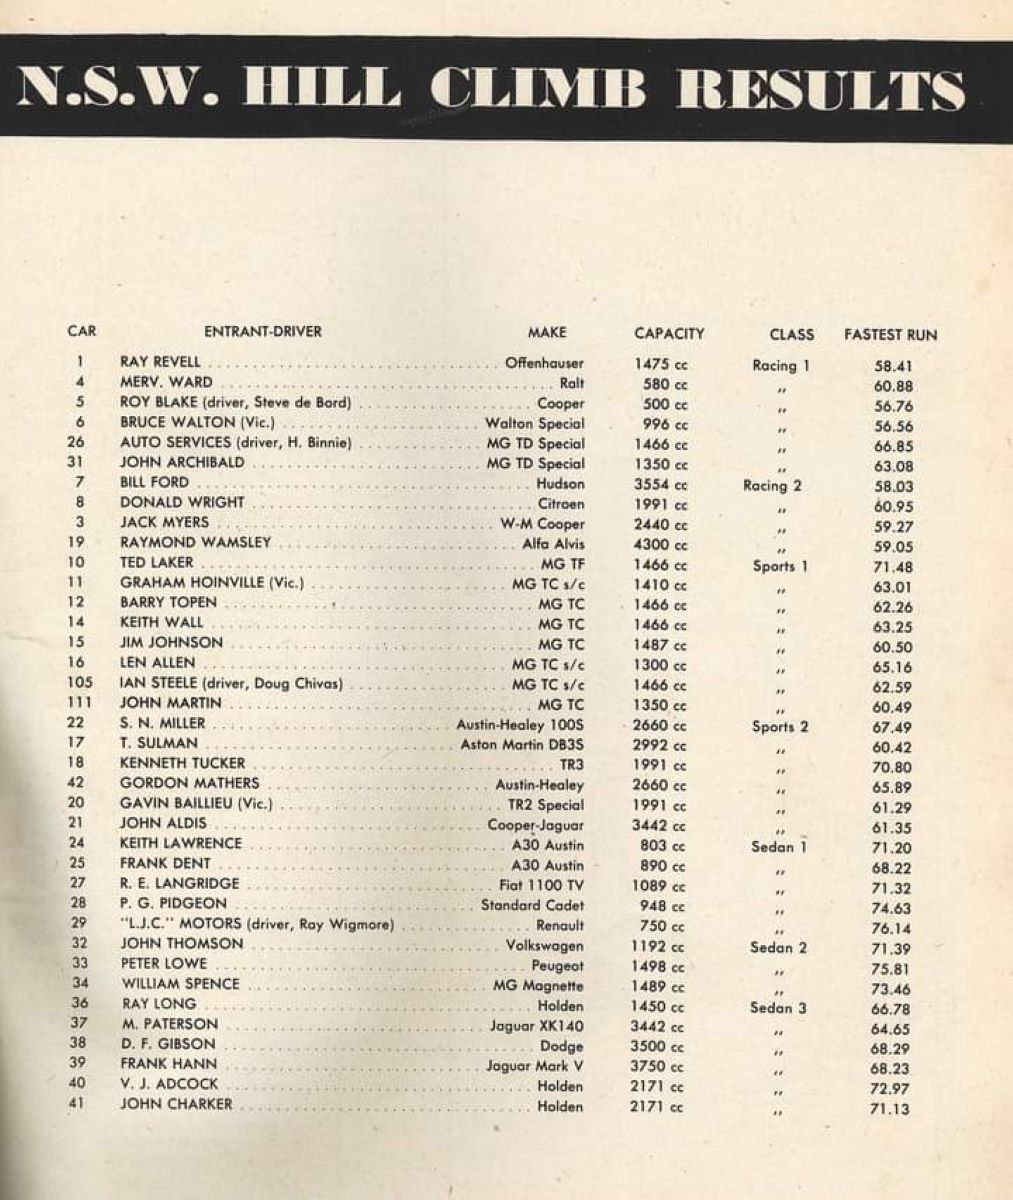 N.S.W. HILL CLIMB RESULTS
CAR ENTRANT-DRIVER MAKE CAPACITY CLASS FASTEST RUN
1 RAY REVELL Offenhauser 1475 cc Racing 1 58.41
4 MERV. WARD Ralt 580 cc ,, 60.88
5 ROY BLAKE (driver, Steve de Bord) Cooper 500 cc ,, 56.76
6 BRUCE WALTON (Vic.) Walton Special 996 cc ,, 56.56
26 AUTO SERVICES (driver, H. Binnie) MG TD Special 1466 cc ,, 66.85
31 JOHN ARCHIBALD MG TD Special 1350 cc ,, 63.08
7 BILL FORD Hudson 3554 cc Racing 2 58.03
8 DONALD WRIGHT Citroen 1991 cc ,, 60.95
3 JACK MYERS W-M Cooper 2440 cc ,, 59.27
19 RAYMOND WAMSLEY Alfa Alvis 4300 cc ,, 59.05
10 TED LAKER MG TF 1466 cc Sports 1 71.48
11 GRAHAM HOINVILLE (Vic.) MG TC s/c 1410 cc ,, 63.01
12 BARRY TOPEN MG TC 1466 cc ,, 62.26
14 KEITH WALL MG TC 1466 cc ,, 63.25
15 JIM JOHNSON MG TC 1487 cc ,, 60.50
16 LEN ALLEN MG TC s/c 1300 cc ,, 65.16
105 IAN STEELE (driver, Doug Chivas) MG TC s/c 1466 cc ,, 62.59
111 JOHN MARTIN MG TC 1350 cc ,, 60.49
22 S. N. MILLER Austin-Healey 100S 2660 cc Sports 2 67.49
17 T. SULMAN Aston Martin DB3S 2992 cc ,, 60.42
18 KENNETH TUCKER TR3 1991 cc ,, 70.80
42 GORDON MATHERS Austin-Healey 2660 cc ,, 65.89
20 GAVIN BAILLIEU (Vic.) TR2 Special 1991 cc ,, 61.29
21 JOHN ALDIS Cooper-Jaguar 3442 cc ,, 61.35
24 KEITH LAWRENCE A30 Austin 803 cc Sedan 1 71.20
25 FRANK DENT A30 Austin 890 cc ,, 68.22
27 R. E. LANGRIDGE Fiat 1100 TV 1089 cc ,, 71.32
28 P. G. PIDGEON Standard Cadet 948 cc ,, 74.63
29 "L.J.C." MOTORS (driver, Ray Wigmore) Renault 750 cc ,, 76.14
32 JOHN THOMSON Volkswagen 1192 cc Sedan 2 71.39
33 PETER LOWE Peugeot 1498 cc ,, 75.81
34 WILLIAM SPENCE MG Magnette 1489 cc ,, 73.46
36 RAY LONG Holden 1450 cc Sedan 3 66.78
37 M. PATERSON Jaguar XK140 3442 cc ,, 64.65
38 D. F. GIBSON Dodge 3500 cc ,, 68.29
39 FRANK HANN Jaguar Mark V 3750 cc ,, 68.23
40 V. J. ADCOCK Holden 2171 cc ,, 72.97
41 JOHN CHARKER Holden 2171 cc ,, 71.13